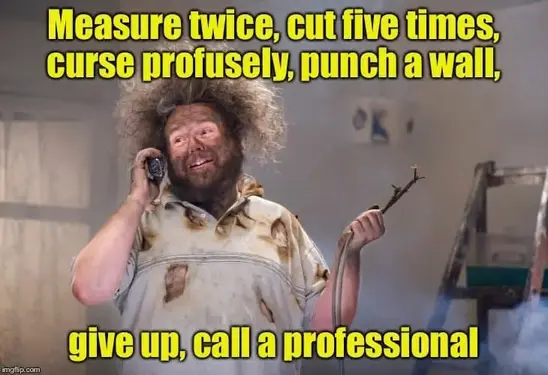 Measure twice, cut five times,
curse profusely, punch a wall,
give up, call a professional
imgflip.com